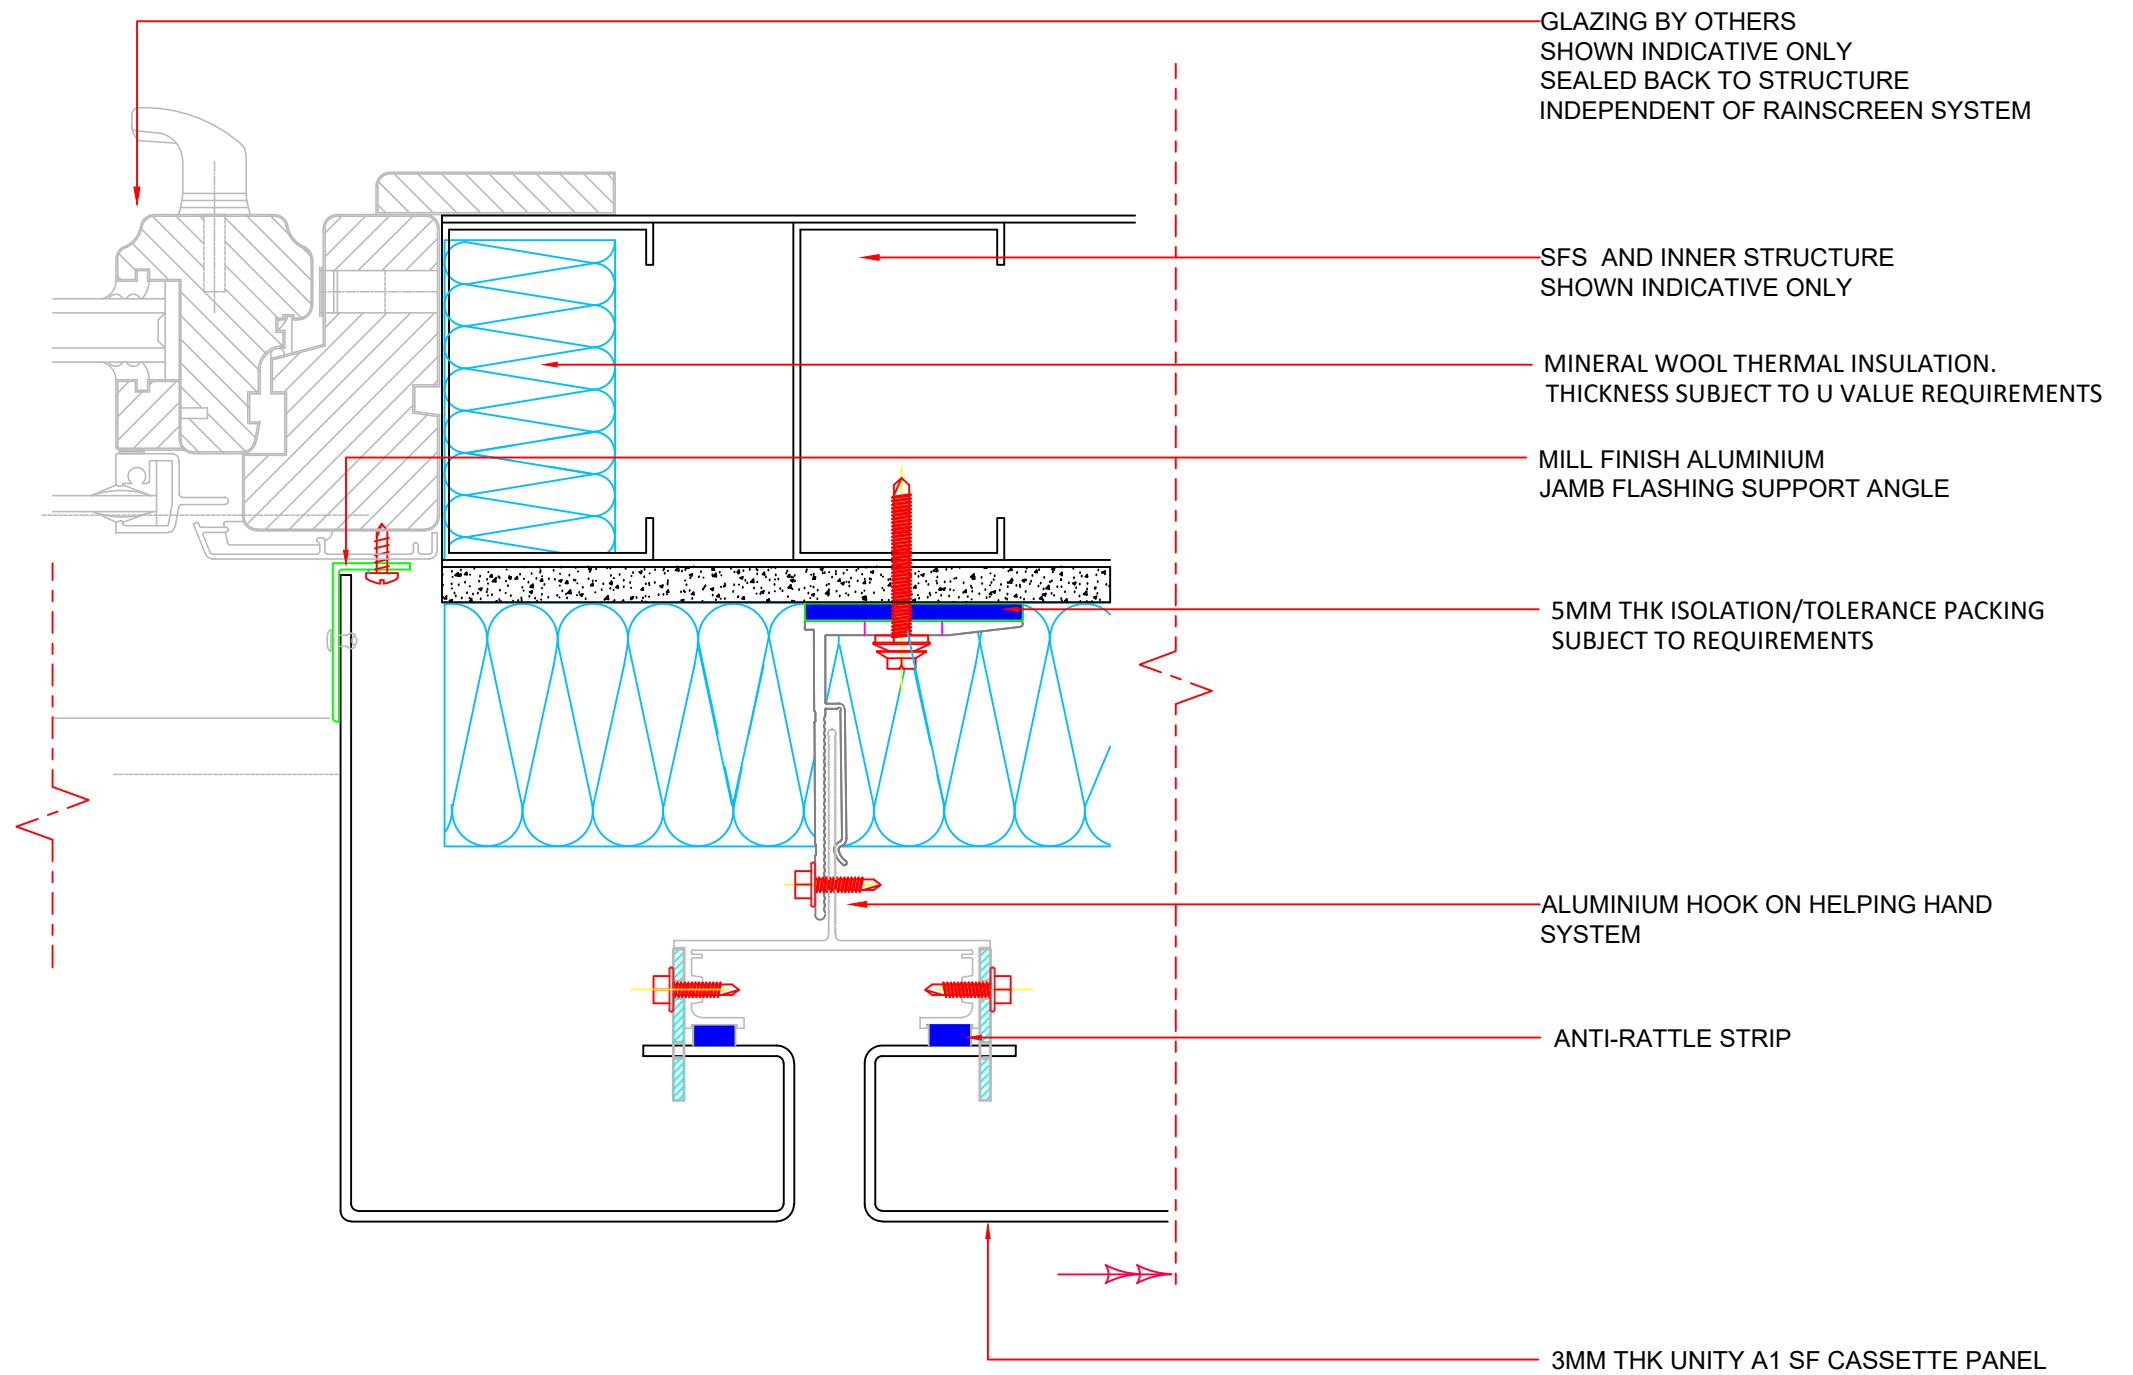 GLAZING BY OTHERS
SHOWN INDICATIVE ONLY
SEALED BACK TO STRUCTURE
INDEPENDENT OF RAINSCREEN SYSTEM
SFS  AND INNER STRUCTURE
SHOWN INDICATIVE ONLY
MINERAL WOOL THERMAL INSULATION.
THICKNESS SUBJECT TO U VALUE REQUIREMENTS
MILL FINISH ALUMINIUM
JAMB FLASHING SUPPORT ANGLE
5MM THK ISOLATION/TOLERANCE PACKING
SUBJECT TO REQUIREMENTS
ALUMINIUM HOOK ON HELPING HAND
SYSTEM
ANTI-RATTLE STRIP
3MM THK UNITY A1 SF CASSETTE PANEL